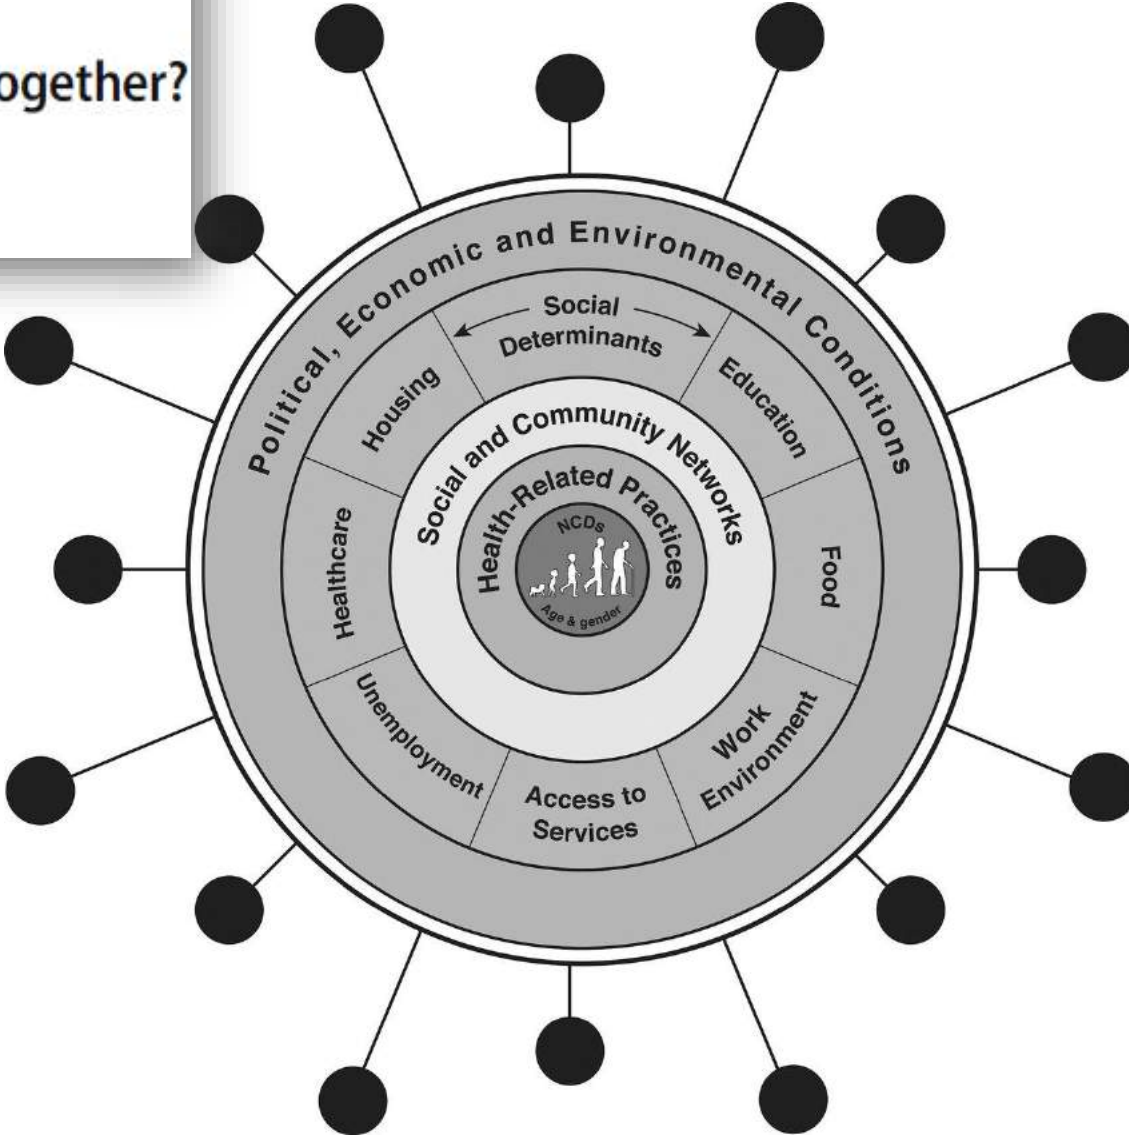 ogether?
Political, Economic and Environmental Conditions
Social
Determinants
Housing
Education
Healthcare
Food
Unemployment
Access to
Services
Work
Environment
Social and Community Networks
Health-Related Practices
NCDs
Age & gender